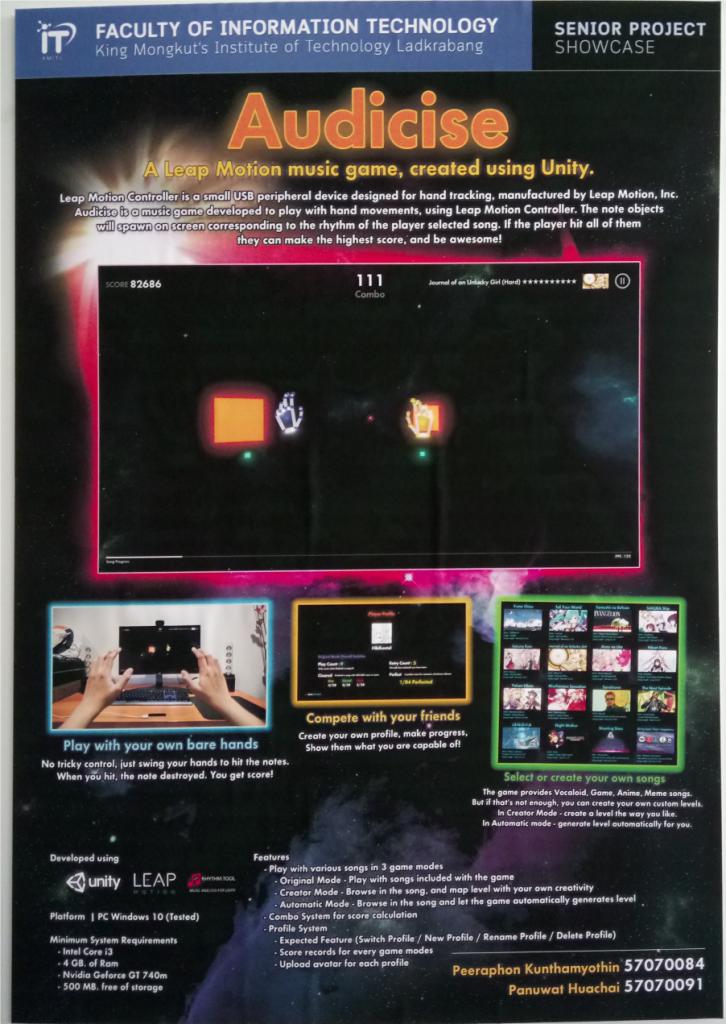 iT
KMITL
FACULTY OF INFORMATION TECHNOLOGY
King Mongkut's Institute of Technology Ladkrabang
SENIOR PROJECT
SHOWCASE
Audicise
A Leap Motion music game, created using Unity.
Leap Motion Controller is a small USB peripheral device designed for hand tracking, manufactured by Leap Motion, Inc.
Audicise is a music game developed to play with hand movements, using Leap Motion Controller. The note objects
will spawn on screen corresponding to the rhythm of the player selected song. If the player hit all of them
they can make the highest score, and be awesome!
SCORE 82686
111
Combo
Journal of an Unlucky Girl (Hard) ★★★★★★★★★★
Song Progress
Player Profile
Play Count :
Retry Count : 5
Cleared
Perfect
1/84 Perfected
EVANGELION
Play with your own bare hands
No tricky control, just swing your hands to hit the notes.
When you hit, the note destroyed. You get score!
Compete with your friends
Create your own profile, make progress,
Show them what you are capable of!
Select or create your own songs
The game provides Vocaloid, Game, Anime, Meme songs.
But if that's not enough, you can create your own custom levels.
In Creator Mode - create a level the way you like.
In Automatic mode - generate level automatically for you.
Developed using
unity
LEAP
MOTION
RHYTHM TOOL
MUSIC ANALYSIS FOR UNITY
Platform | PC Windows 10 (Tested)
Minimum System Requirements
- Intel Core i3
- 4 GB. of Ram
- Nvidia Geforce GT 740m
- 500 MB. free of storage
Features
- Play with various songs in 3 game modes
- Original Mode - Play with songs included with the game
- Creator Mode - Browse in the song, and map level with your own creativity
- Automatic Mode - Browse in the song and let the game automatically generates level
- Combo System for score calculation
- Profile System
- Expected Feature (Switch Profile / New Profile / Rename Profile / Delete Profile)
- Score records for every game modes
- Upload avatar for each profile
Peeraphon Kunthamyothin 57070084
Panuwat Huachai 57070091